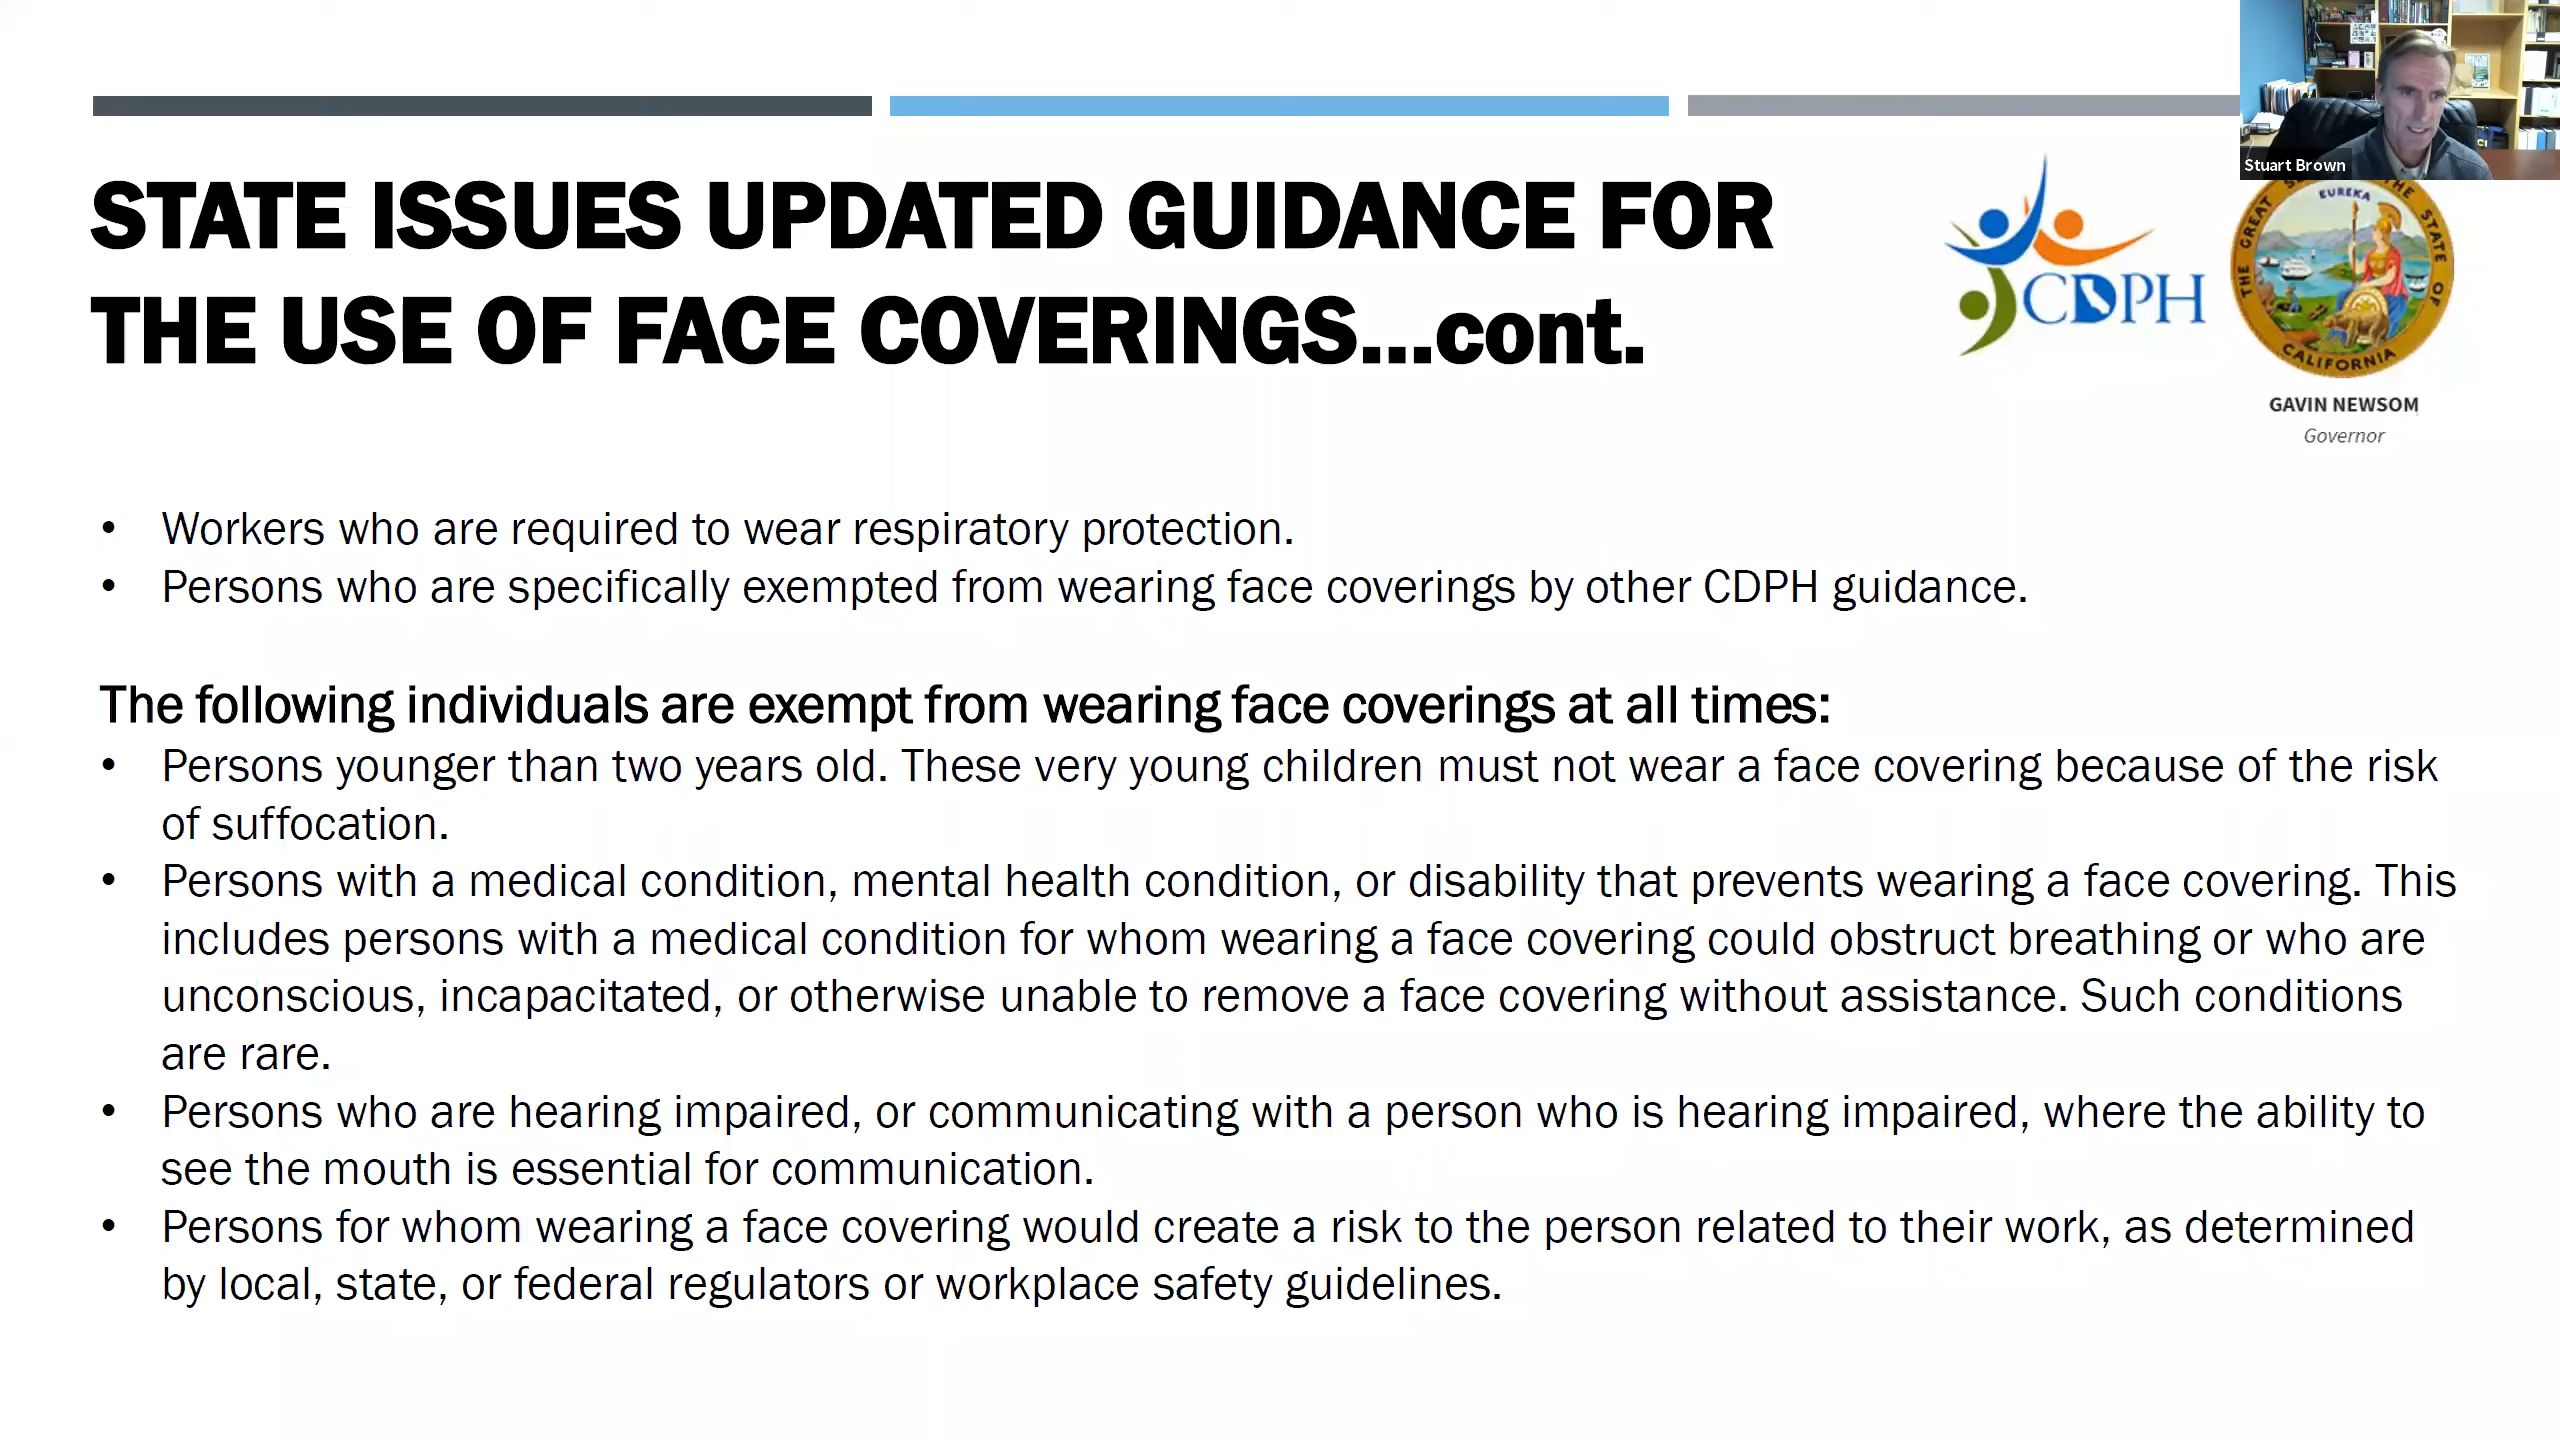 Stuart Brown
STATE ISSUES UPDATED GUIDANCE FOR
THE USE OF FACE COVERINGS...cont.
CDPH
THE GREAT SE THE STATE OF
EUREKA
CALIFORNIA
GAVIN NEWSOM
Governor
• Workers who are required to wear respiratory protection.
• Persons who are specifically exempted from wearing face coverings by other CDPH guidance.
The following individuals are exempt from wearing face coverings at all times:
• Persons younger than two years old. These very young children must not wear a face covering because of the risk
of suffocation.
• Persons with a medical condition, mental health condition, or disability that prevents wearing a face covering. This
includes persons with a medical condition for whom wearing a face covering could obstruct breathing or who are
unconscious, incapacitated, or otherwise unable to remove a face covering without assistance. Such conditions
are rare.
• Persons who are hearing impaired, or communicating with a person who is hearing impaired, where the ability to
see the mouth is essential for communication.
• Persons for whom wearing a face covering would create a risk to the person related to their work, as determined
by local, state, or federal regulators or workplace safety guidelines.